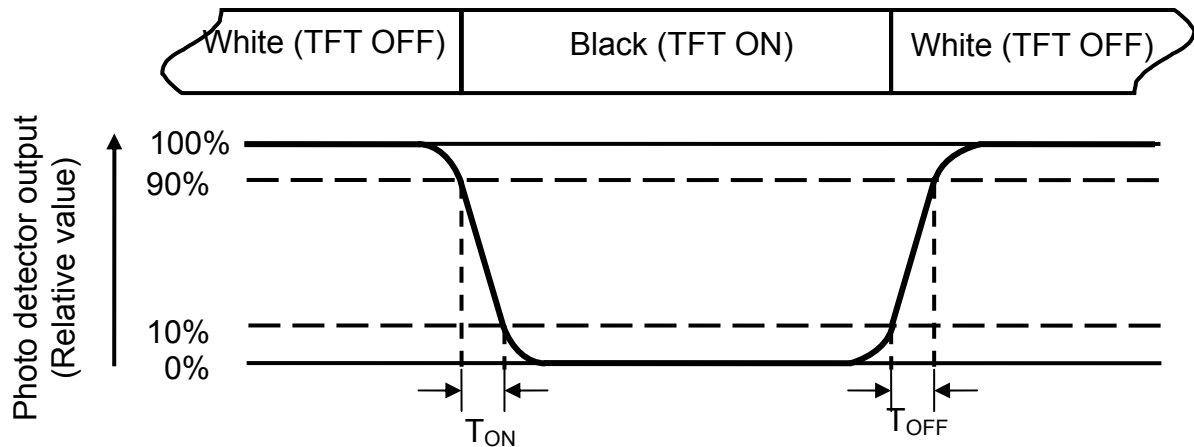 White (TFT OFF)
Black (TFT ON)
White (TFT OFF)
Photo detector output
(Relative value)
100%
90%
10%
0%
TON
TOFF